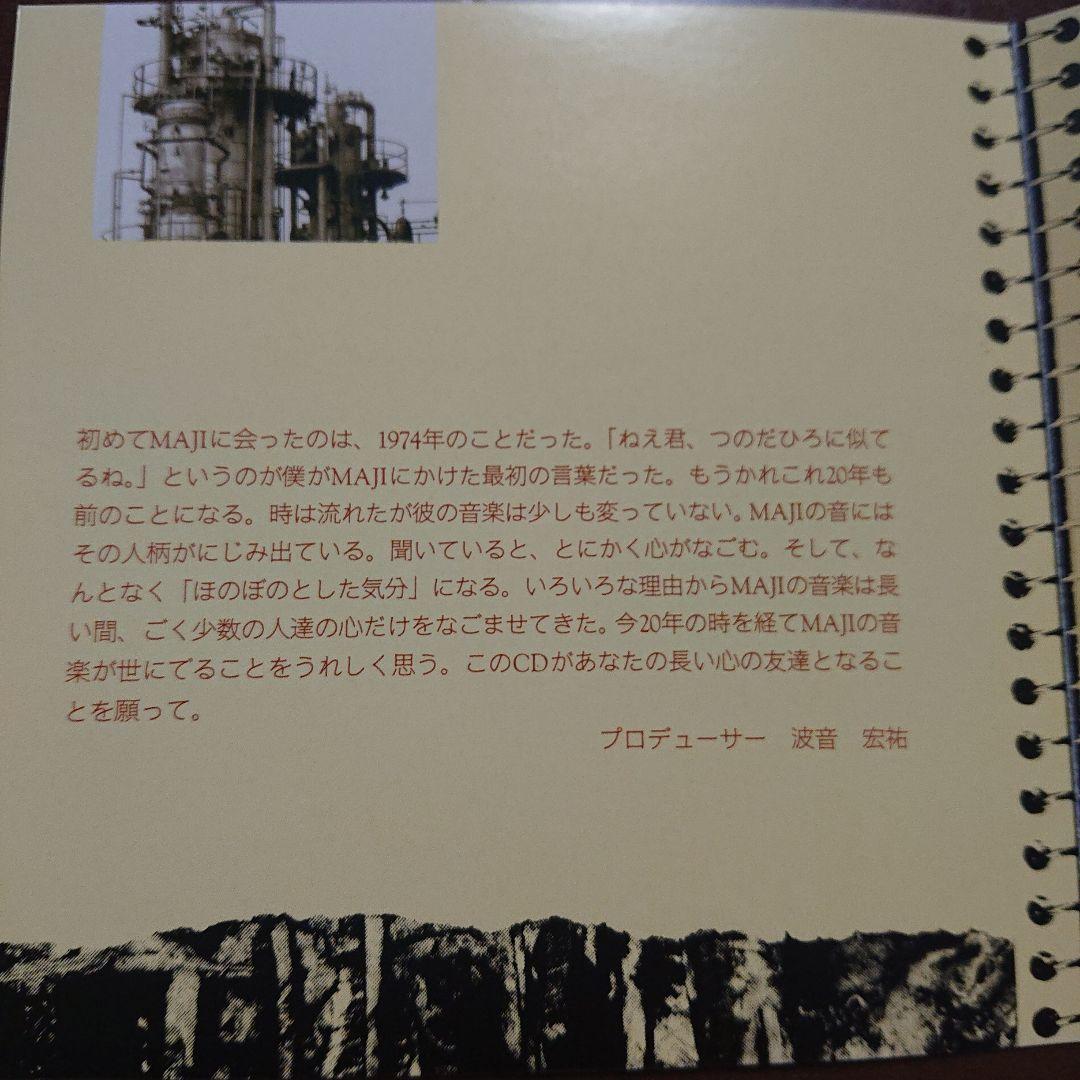 初めてMAJIに会ったのは、1974年のことだった。「ねえ君、つのだひろに似て
るね。」というのが僕がMAJIにかけた最初の言葉だった。もうかれこれ20年も
前のことになる。時は流れたが彼の音楽は少しも変っていない。MAJIの音には
その人柄がにじみ出ている。聞いていると、とにかく心がなごむ。そして、な
んとなく「ほのぼのとした気分」になる。いろいろな理由からMAJIの音楽は長
い間、ごく少数の人達の心だけをなごませてきた。今20年の時を経てMAJIの音
楽が世にでることをうれしく思う。このCDがあなたの長い心の友達となるこ
とを願って。
プロデューサー　波音　宏祐